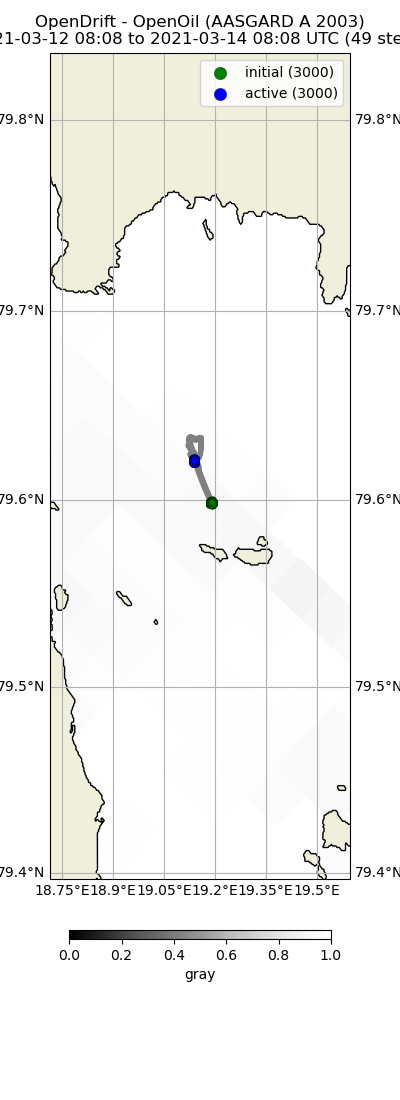 OpenDrift - OpenOil (AASGARD A 2003)
21-03-12 08:08 to 2021-03-14 08:08 UTC (49 ste
initial (3000)
active (3000)
79.8°N 79.8°N
79.7°N 79.7°N
79.6°N 79.6°N
79.5°N 79.5°N
79.4°N 79.4°N
18.75°E 18.9°E 19.05°E 19.2°E 19.35°E 19.5°E
0.0 0.2 0.4 0.6 0.8 1.0
gray